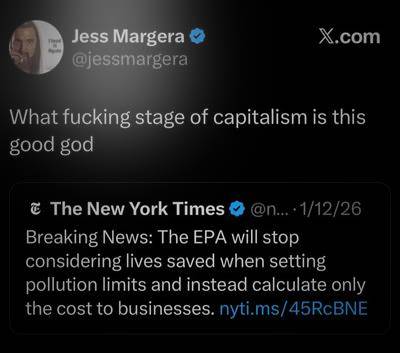 Jess Margera
X.com
@jessmargera
What fucking stage of capitalism is this
good god
The New York Times @n... · 1/12/26
Breaking News: The EPA will stop
considering lives saved when setting
pollution limits and instead calculate only
the cost to businesses. nyti.ms/45RcBNE